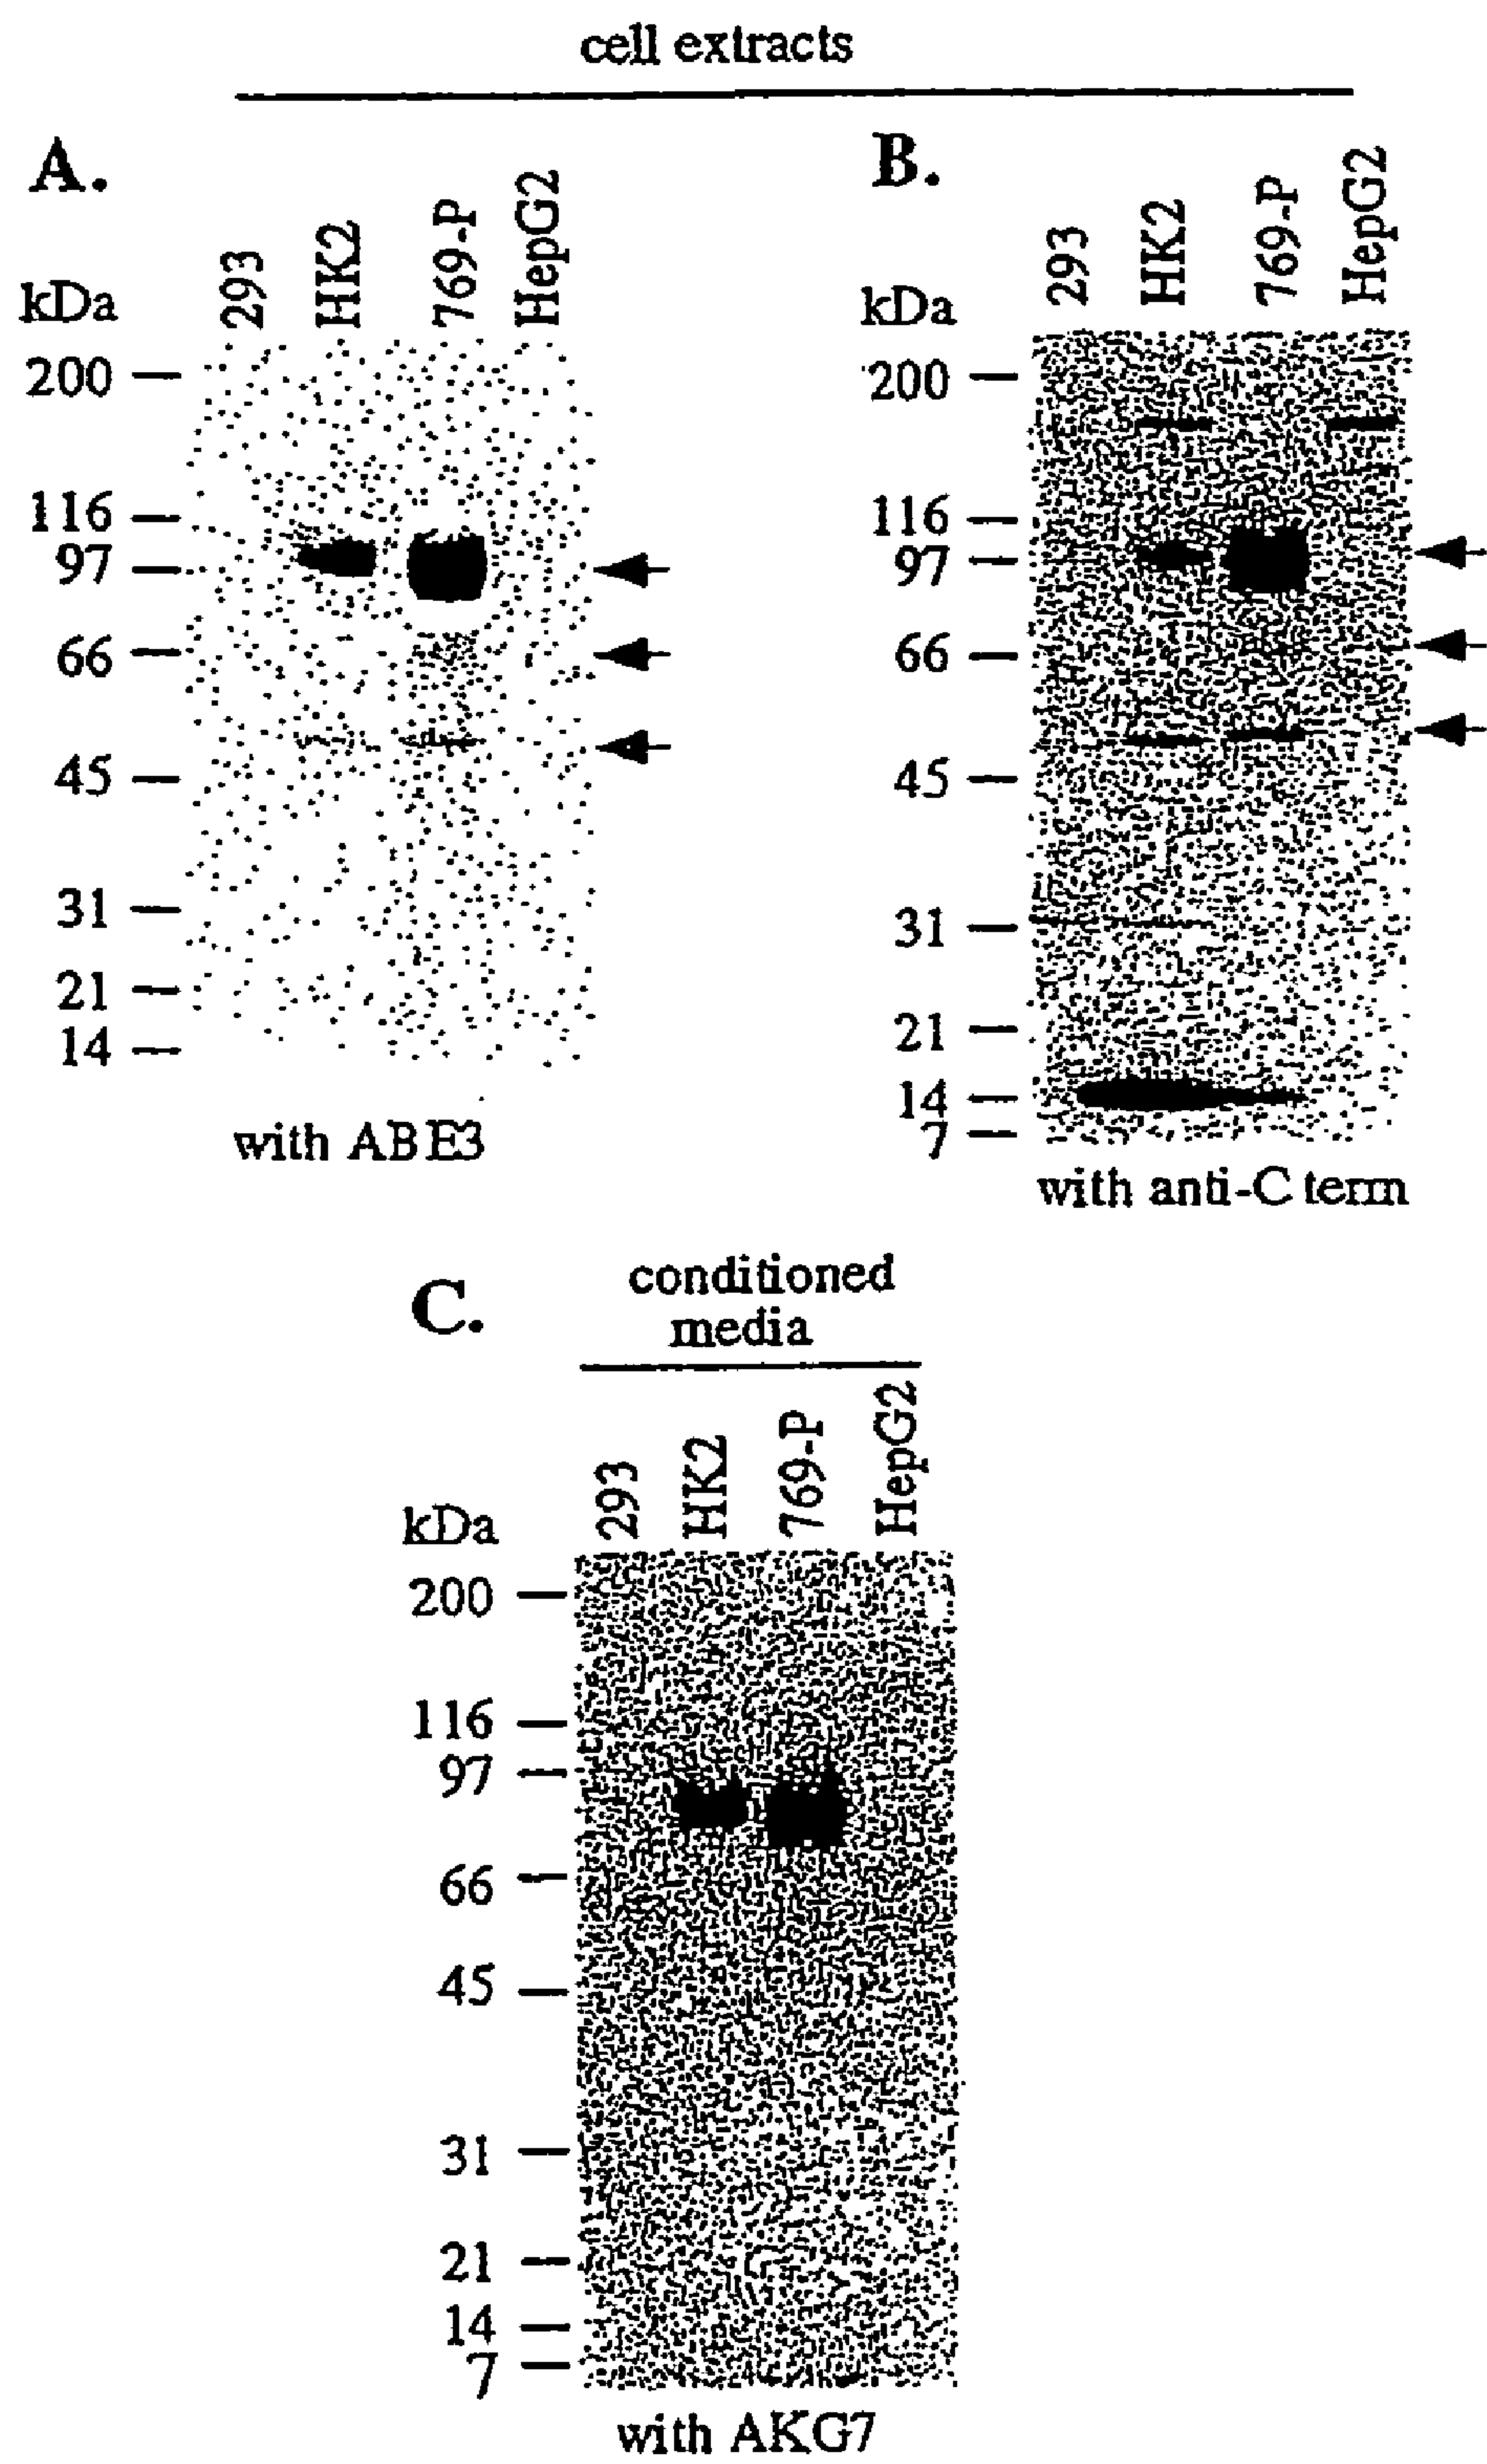 cell extracts
A.
293 HK2 769-P HepG2
kDa
200
116
97
66
45
31
21
14
with ABE3
B.
293 HK2 769-P HepG2
kDa
200
116
97
66
45
31
21
14
7
with anti-C term
C.
conditioned
media
293 HK2 769-P HepG2
kDa
200
116
97
66
45
31
21
14
7
with AKG7